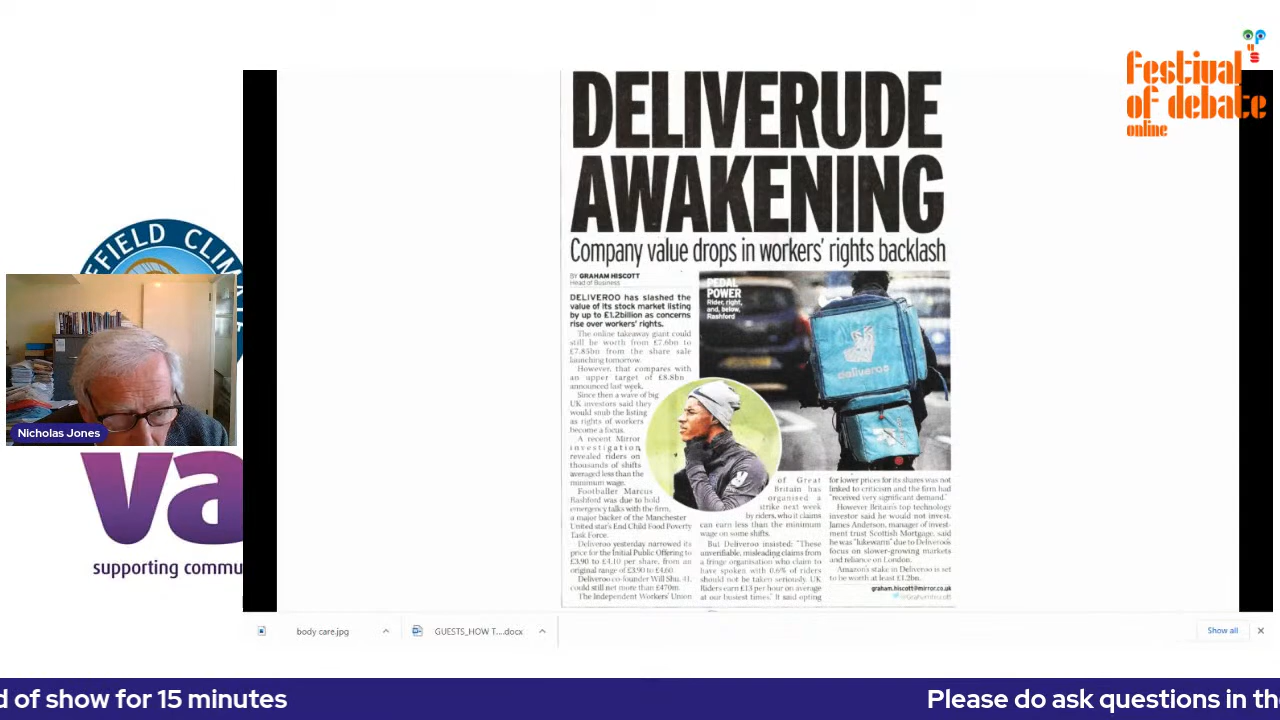 festival
of debate
online
op's
DELIVERUDE
AWAKENING
Company value drops in workers' rights backlash
BY GRAHAM HISCOTT
Head of Business
DELIVEROO has slashed the
value of its stock market listing
by up to £1.2billion as concerns
rise over workers' rights.
The online takeaway giant could
still be worth from £7.6bn to
£7.85bn from the share sale
launching tomorrow.
However, that compares with
an upper target of £8.8bn
announced last week.
Since then a wave of big
UK investors said they
would snub the listing
as rights of workers
become a focus.
A recent Mirror
investigation
revealed riders on
thousands of shifts
averaged less than the
minimum wage.
Footballer Marcus
Rashford was due to hold
emergency talks with the firm,
a major backer of the Manchester
United star's End Child Food Poverty
Task Force.
Deliveroo yesterday narrowed its
price for the Initial Public Offering to
£3.90 to £4.10 per share, from an
original range of £3.90 to £4.60.
Deliveroo co-founder Will Shu, 41,
could still net more than £470m.
The Independent Workers' Union
PEDAL
POWER
Rider, right,
and, below,
Rashford
deliveroo
of Great
Britain has
organised a
strike next week
by riders, who it claims
can earn less than the minimum
wage on some shifts.
But Deliveroo insisted: "These
unverifiable, misleading claims from
a fringe organisation who claim to
have spoken with 0.6% of riders
should not be taken seriously. UK
Riders earn £13 per hour on average
at our busiest times." It said opting
for lower prices for its shares was not
linked to criticism and the firm had
"received very significant demand."
However Britain's top technology
investor said he would not invest.
James Anderson, manager of invest-
ment trust Scottish Mortgage, said
he was "lukewarm" due to Deliveroo's
focus on slower-growing markets
and reliance on London.
Amazon's stake in Deliveroo is set
to be worth at least £1.2bn.
graham.hiscott@mirror.co.uk
@Grahamhiscott
EFFIELD CLIM
Nicholas Jones
va
supporting commu
body care.jpg
GUESTS_HOW T....docx
Show all
d of show for 15 minutes
Please do ask questions in the